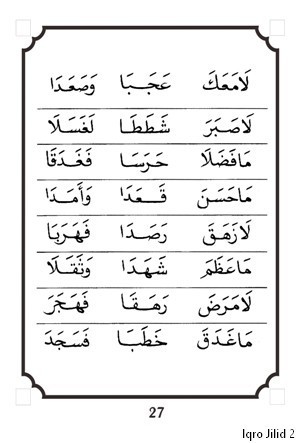 لَامَعَكَ عَجَبَا وَصَعَدَا
لَاصَبَرَ شَطَطَا لَغَسَلَا
مَافَضَلَا حَرَسَا فَغَدَقَا
مَاحَسَنَ قَعَدَا وَأَمَدَا
لَازَهَقَ رَصَدَا فَهَرَبَا
مَاعَظَمَ شَهَدَا وَثَقَلَا
لَامَرَضَ رَهَقَا فَهَجَرَ
مَاغَدَقَ خَطَبَا فَسَجَدَ
27
Iqro Jilid 2